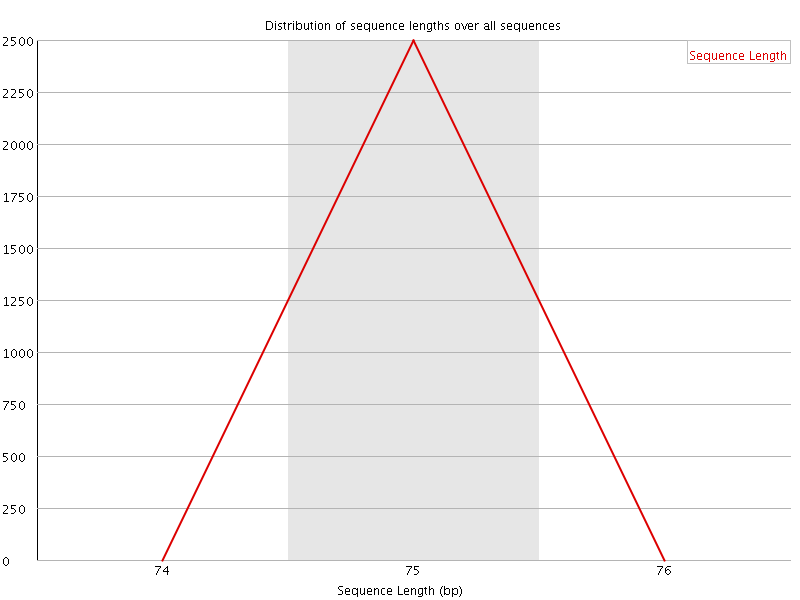 Distribution of sequence lengths over all sequences
Sequence Length
2500
2250
2000
1750
1500
1250
1000
750
500
250
0
74 75 76
Sequence Length (bp)